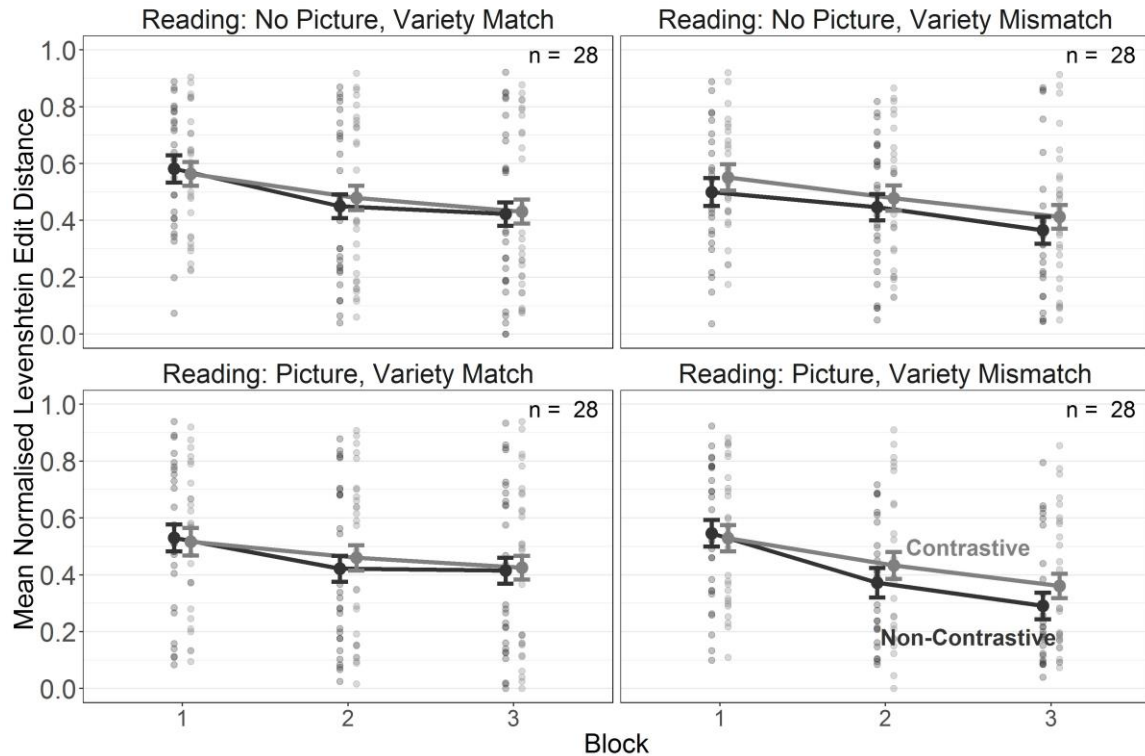 Reading: No Picture, Variety Match
Reading: No Picture, Variety Mismatch
n = 28
n = 28
1.0
0.8
0.6
0.4
0.2
0.0
Reading: Picture, Variety Match
Reading: Picture, Variety Mismatch
n = 28
n = 28
1.0
0.8
0.6
0.4
0.2
0.0
Contrastive
Non-Contrastive
1
2
3
1
2
3
Mean Normalised Levenshtein Edit Distance
Block